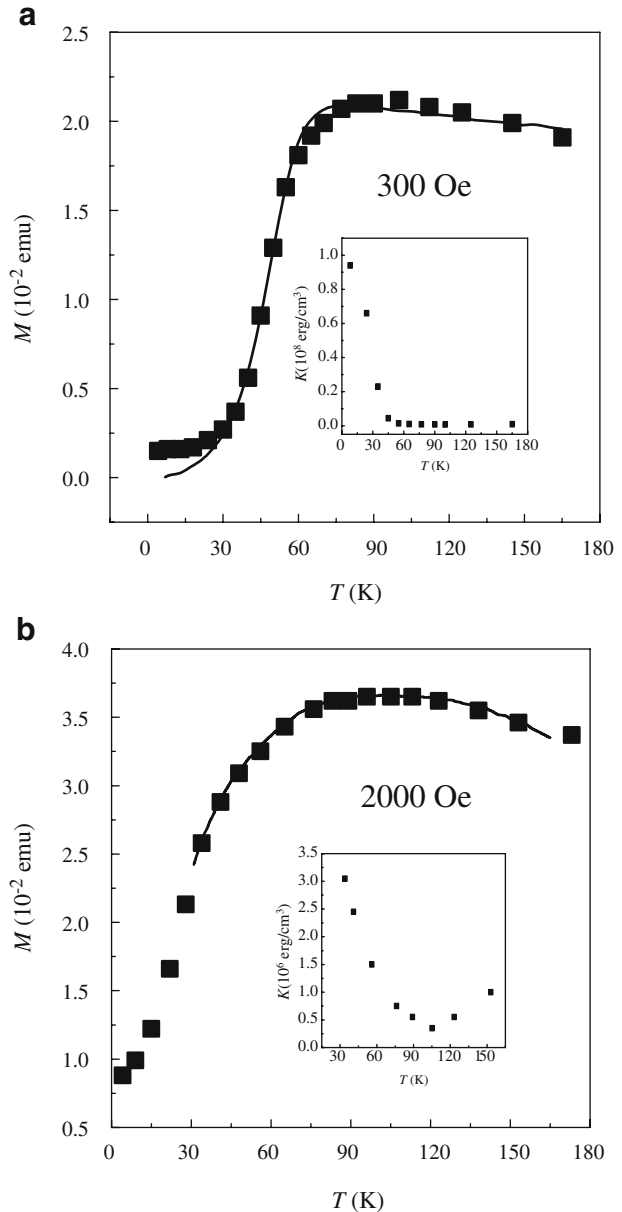 a
2.5
2.0
1.5
1.0
0.5
0.0
M (10⁻² emu)
300 Oe
1.0
0.8
0.6
0.4
0.2
0.0
K(10⁸ erg/cm³)
0 30 60 90 120 150 180
T (K)
0 30 60 90 120 150 180
T (K)
b
4.0
3.5
3.0
2.5
2.0
1.5
1.0
0.5
M (10⁻² emu)
2000 Oe
3.5
3.0
2.5
2.0
1.5
1.0
0.5
0.0
K(10⁶ erg/cm³)
30 60 90 120 150
T (K)
0 30 60 90 120 150 180
T (K)